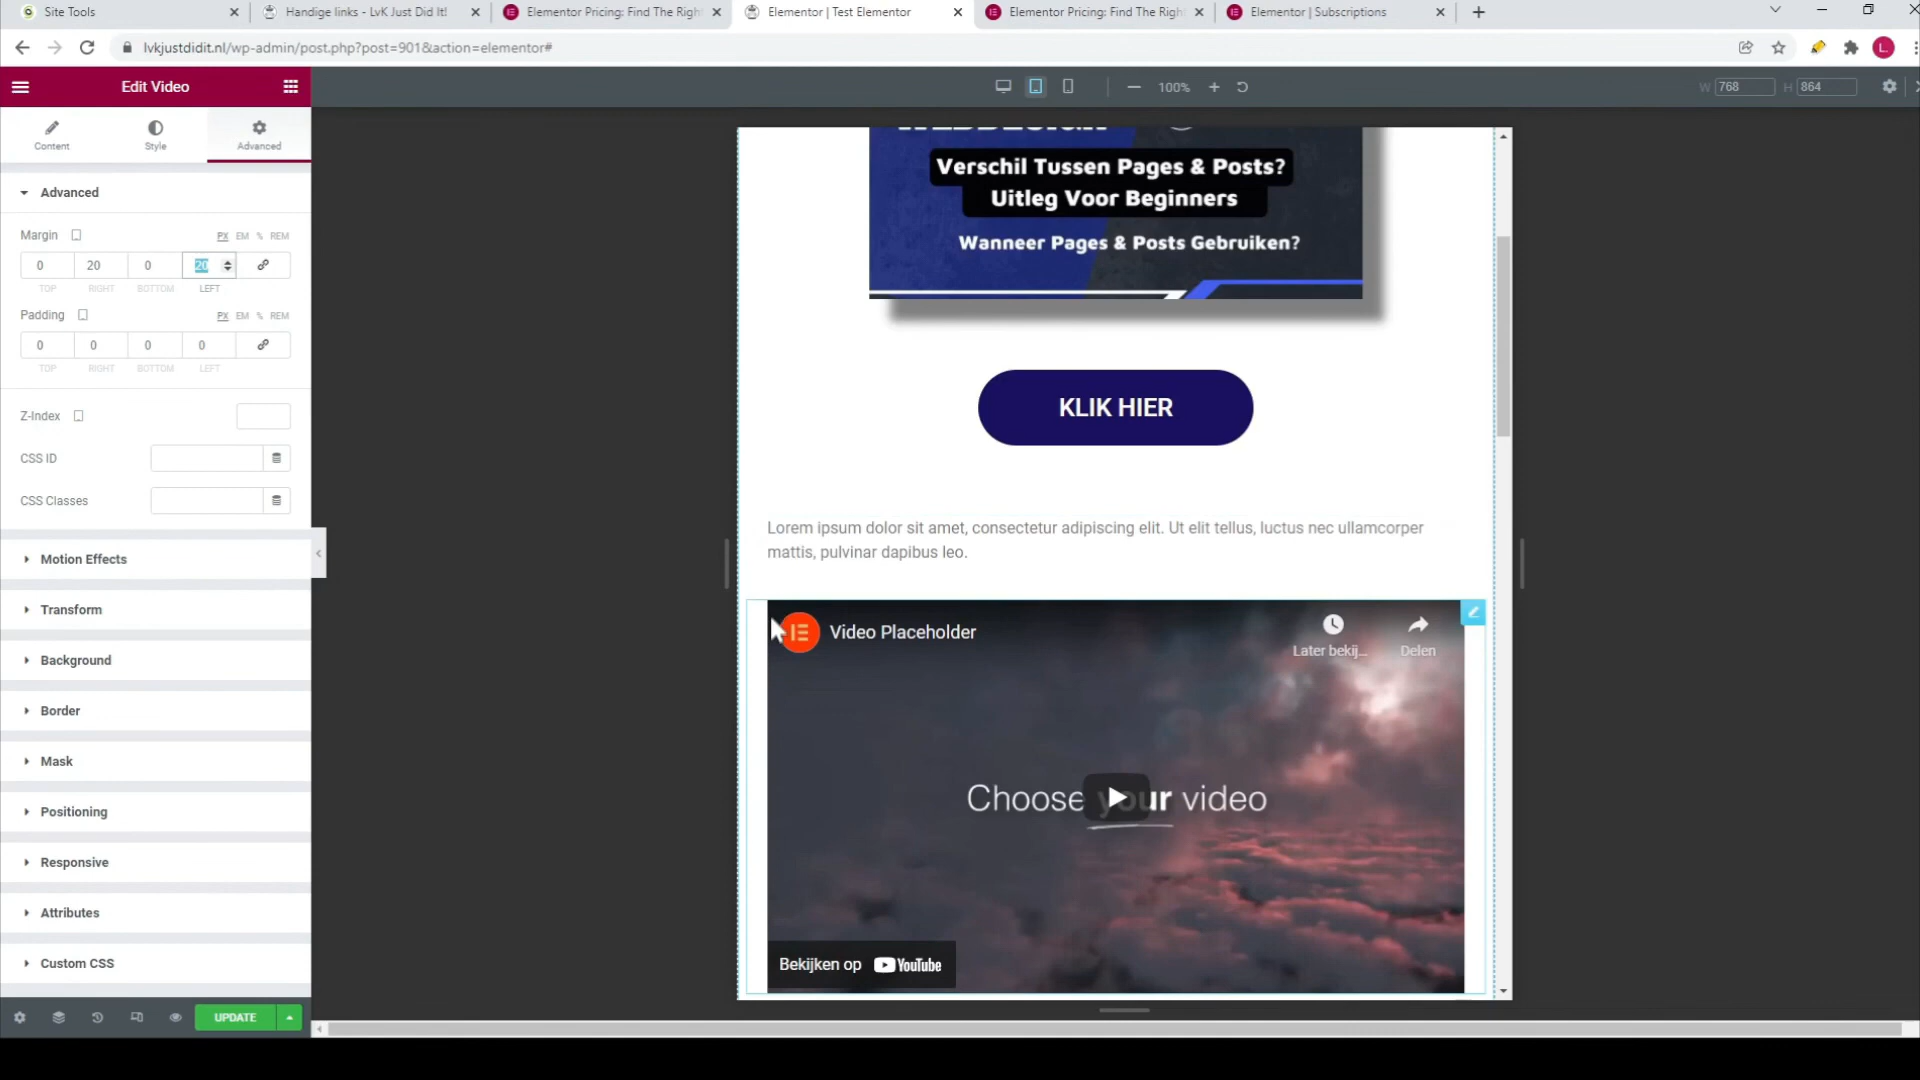 Site Tools
Handige links - LvK Just Did It!
Elementor Pricing: Find The Righ
Elementor | Test Elementor
Elementor Pricing: Find The Righ
Elementor | Subscriptions
lvkjustdidit.nl/wp-admin/post.php?post=901&action=elementor#
L
Edit Video
100%
W 768 H 864
Content Style Advanced
Advanced
Margin PX EM % REM
0 20 0 20
TOP RIGHT BOTTOM LEFT
Padding PX EM % REM
0 0 0 0
TOP RIGHT BOTTOM LEFT
Z-Index
CSS ID
CSS Classes
Motion Effects
Transform
Background
Border
Mask
Positioning
Responsive
Attributes
Custom CSS
UPDATE
Verschil Tussen Pages & Posts?
Uitleg Voor Beginners
Wanneer Pages & Posts Gebruiken?
KLIK HIER
Lorem ipsum dolor sit amet, consectetur adipiscing elit. Ut elit tellus, luctus nec ullamcorper
mattis, pulvinar dapibus leo.
Video Placeholder
Later bekij...
Delen
Choose your video
Bekijken op YouTube